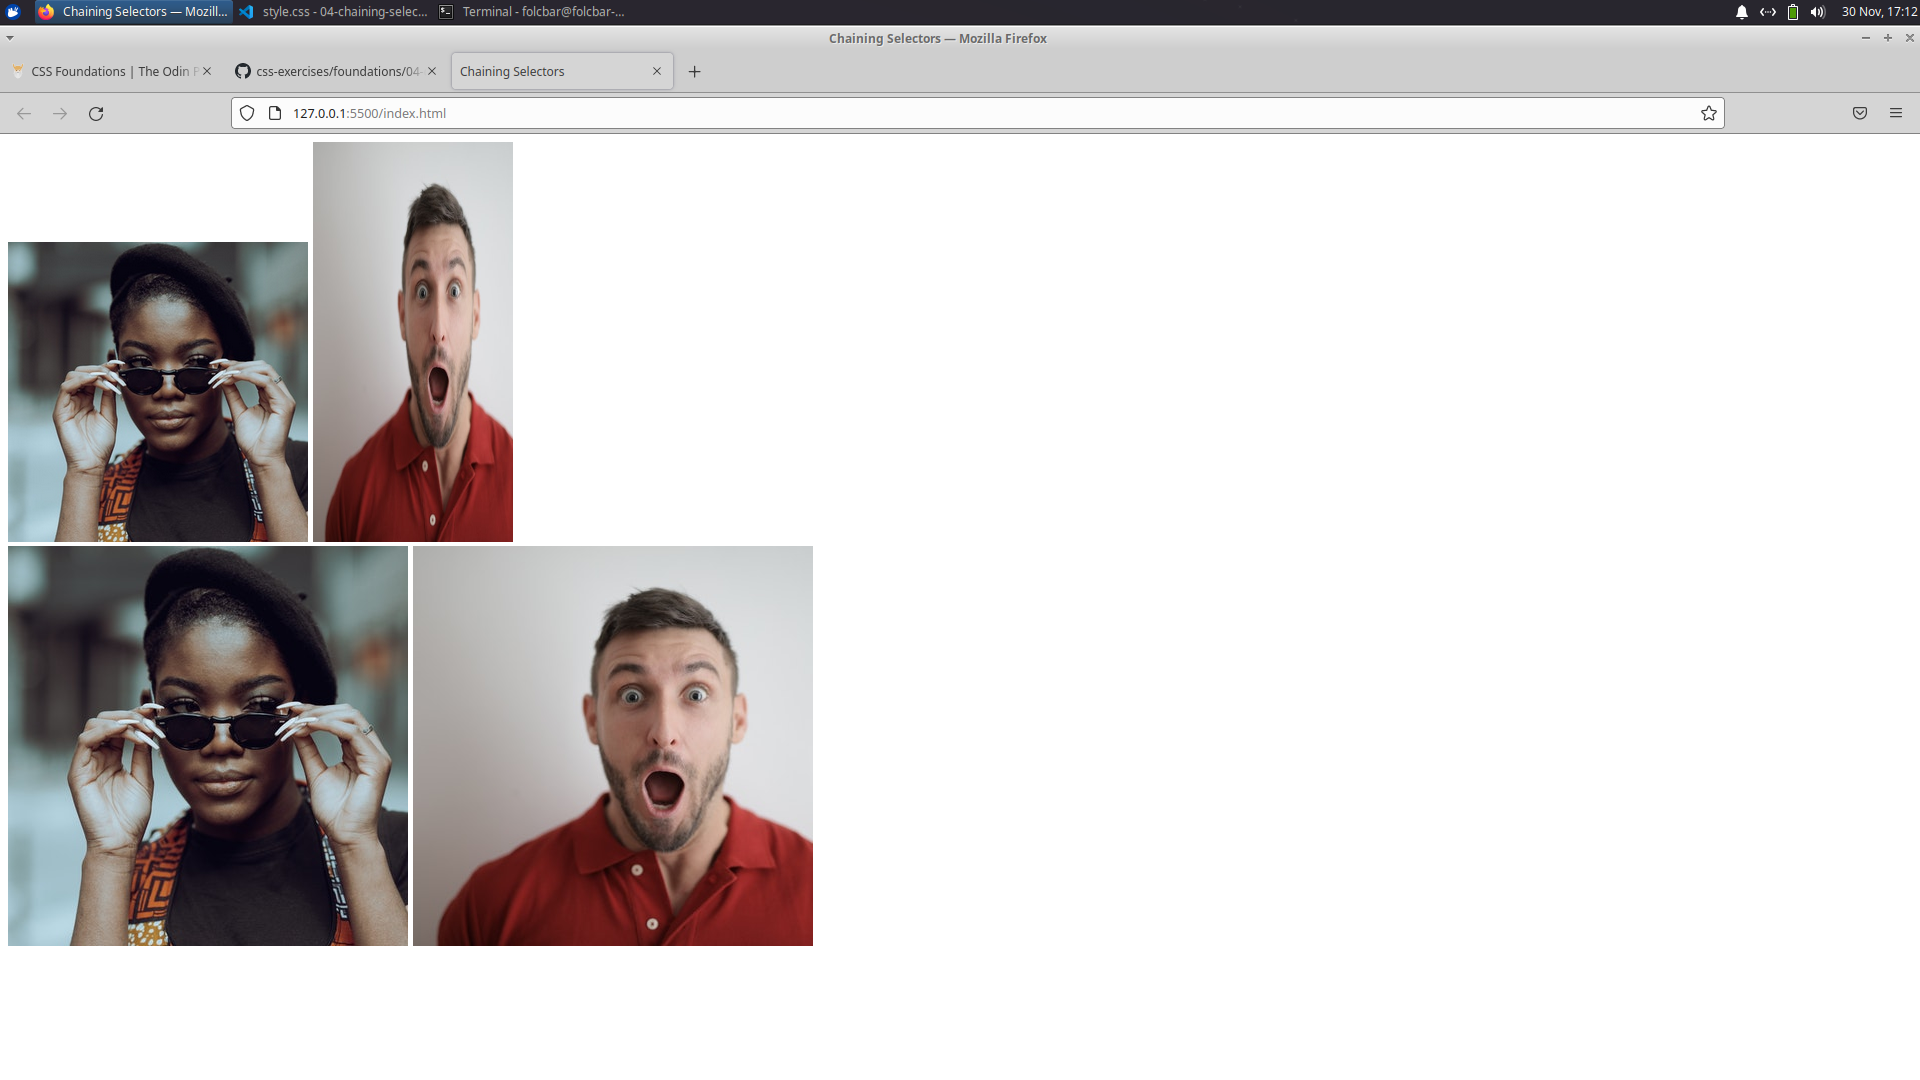 Chaining Selectors — Mozill... style.css - 04-chaining-selec... Terminal - folcbar@folcbar-... 30 Nov, 17:12
Chaining Selectors — Mozilla Firefox
CSS Foundations | The Odin P css-exercises/foundations/04- Chaining Selectors
127.0.0.1:5500/index.html